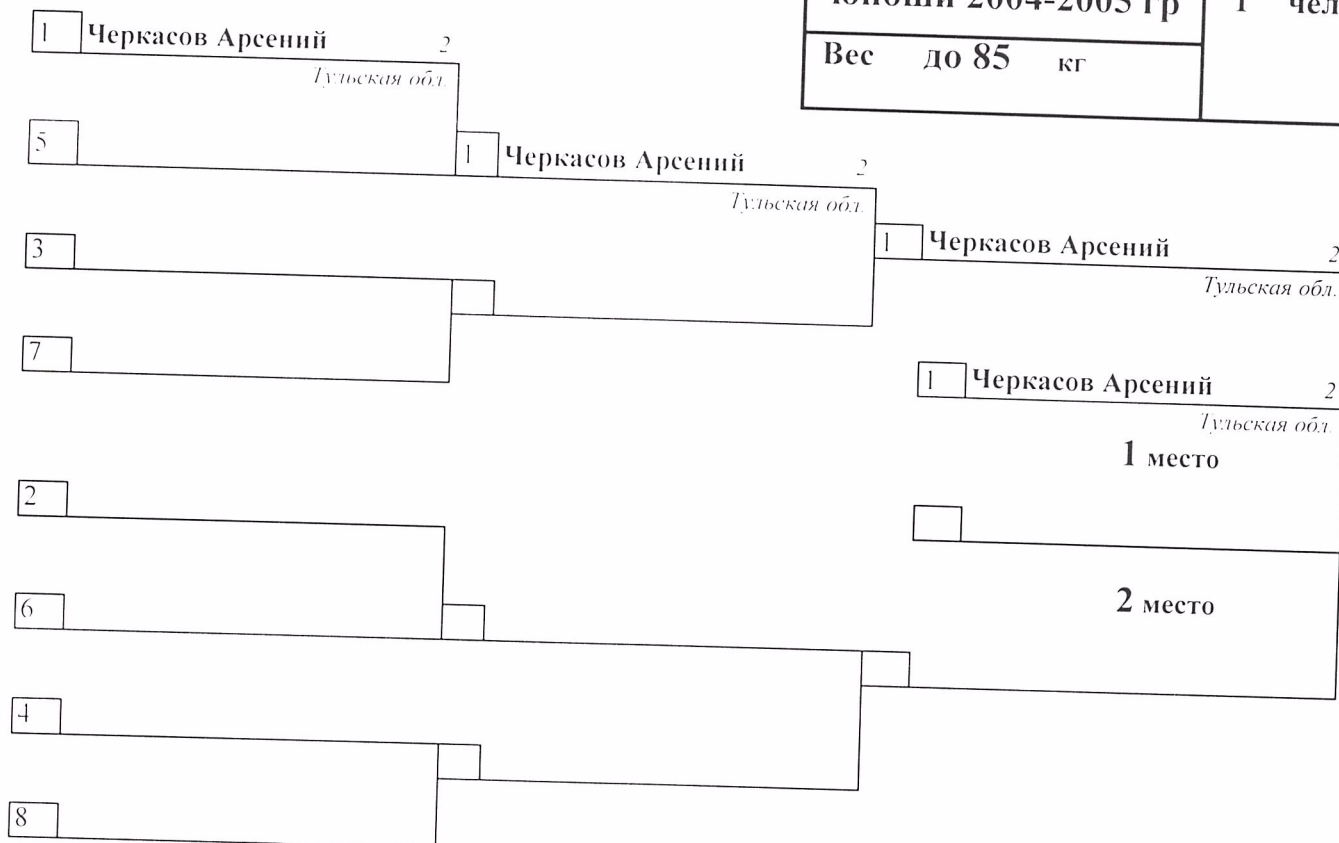 юноши 2004-2005 гр
1 чел
Вес до 85 кг
1 Черкасов Арсений 2
Тульская обл.
5
1 Черкасов Арсений 2
Тульская обл.
3
1 Черкасов Арсений 2
Тульская обл.
7
1 Черкасов Арсений 2
Тульская обл.
1 место
2
6
2 место
4
8